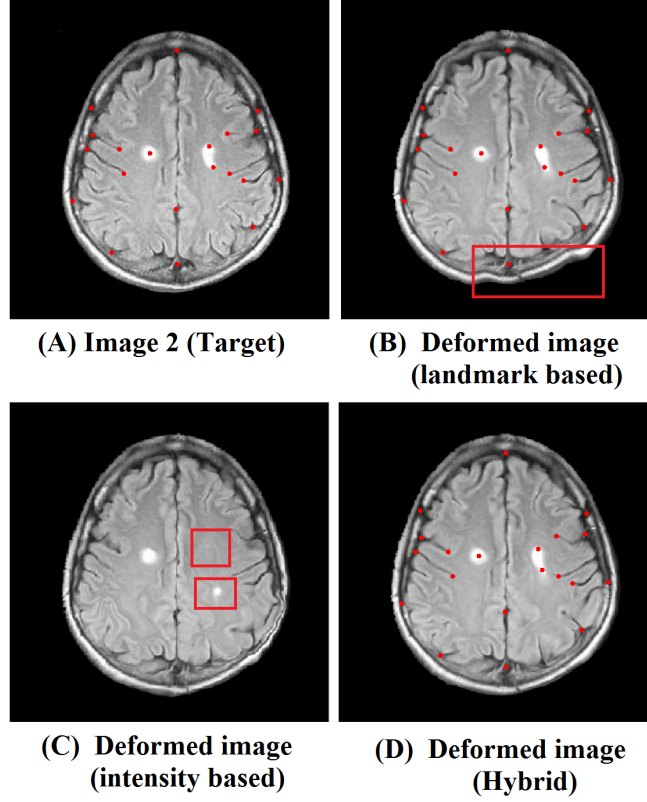 (A) Image 2 (Target)
(B) Deformed image
(landmark based)
(C) Deformed image
(intensity based)
(D) Deformed image
(Hybrid)